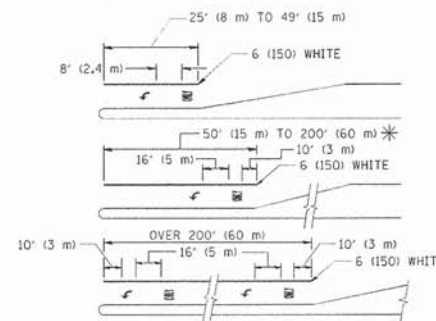 25' (8 m) TO 49' (15 m)
6 (150) WHITE
8' (2.4 m)
50' (15 m) TO 200' (60 m) *
16' (5 m)
10' (3 m)
6 (150) WHITE
OVER 200' (60 m)
10' (3 m)
16' (5 m)
10' (3 m)
6 (150) WHIT